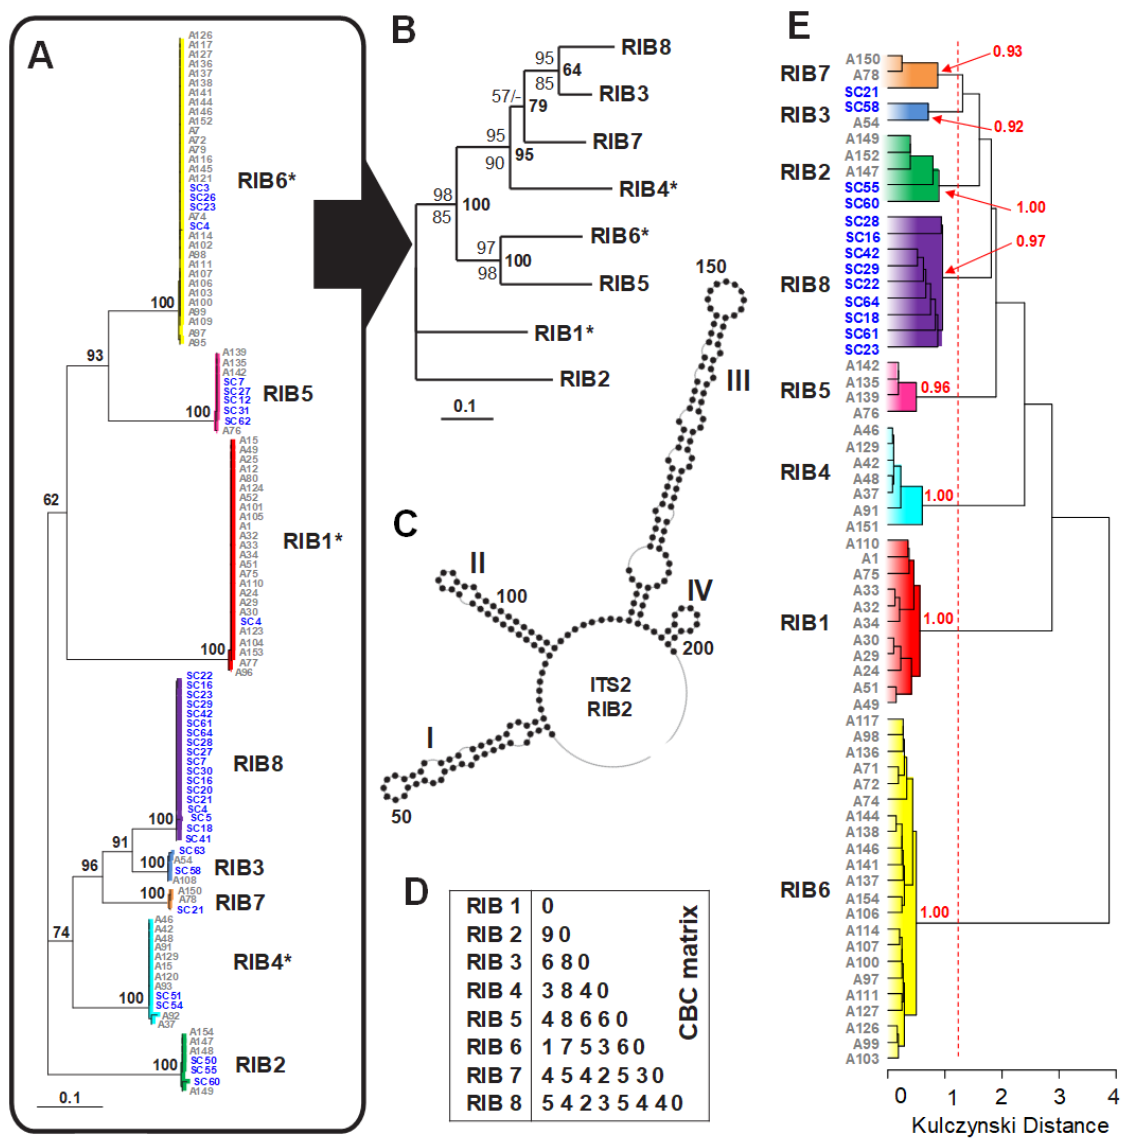 A
A126
A117
A127
A136
A137
A138
A141
A144
A146
A152
A7
A72
A79
A116
A145
A121
SC3
SC26
SC23
A74
SC4
A114
A102
A98
A111
A107
A106
A103
A100
A99
A109
A97
A95
RIB6*
100
93
A139
A135
A142
SC7
SC27
SC12
SC31
SC62
A76
RIB5
100
A15
A49
A25
A12
A80
A124
A52
A101
A105
A1
A32
A33
A34
A51
A75
A110
A24
A29
A30
SC4
A123
A104
A153
A77
A96
RIB1*
62
100
SC22
SC16
SC23
SC29
SC42
SC61
SC64
SC28
SC27
SC7
SC30
SC16
SC20
SC21
SC4
SC5
SC18
SC41
RIB8
100
91
SC63
A54
SC58
A108
RIB3
100
96
A150
A78
SC21
RIB7
100
74
A46
A42
A48
A91
A129
A15
A120
A93
SC51
SC54
A92
A37
RIB4*
100
A154
A147
A148
SC50
SC55
SC60
A149
RIB2
100
0.1
B
RIB8
95
64
85
RIB3
57/-
79
RIB7
95
95
90
RIB4*
98
100
85
RIB6*
97
100
98
RIB5
RIB1*
RIB2
0.1
C
I
II
III
IV
50
100
150
200
ITS2
RIB2
D
CBC matrix
RIB 1 0
RIB 2 9 0
RIB 3 6 8 0
RIB 4 3 8 4 0
RIB 5 4 8 6 6 0
RIB 6 1 7 5 3 6 0
RIB 7 4 5 4 2 5 3 0
RIB 8 5 4 2 3 5 4 4 0
E
RIB7
A150
A78
SC21
0.93
RIB3
SC58
A54
0.92
RIB2
A149
A152
A147
SC55
SC60
1.00
RIB8
SC28
SC16
SC42
SC29
SC22
SC64
SC18
SC61
SC23
0.97
RIB5
A142
A135
A139
A76
0.96
RIB4
A46
A129
A42
A48
A37
A91
A151
1.00
RIB1
A110
A1
A75
A33
A32
A34
A30
A29
A24
A51
A49
1.00
RIB6
A117
A98
A136
A71
A72
A74
A144
A138
A146
A141
A137
A154
A106
A114
A107
A100
A97
A111
A127
A126
A99
A103
1.00
0 1 2 3 4
Kulczynski Distance